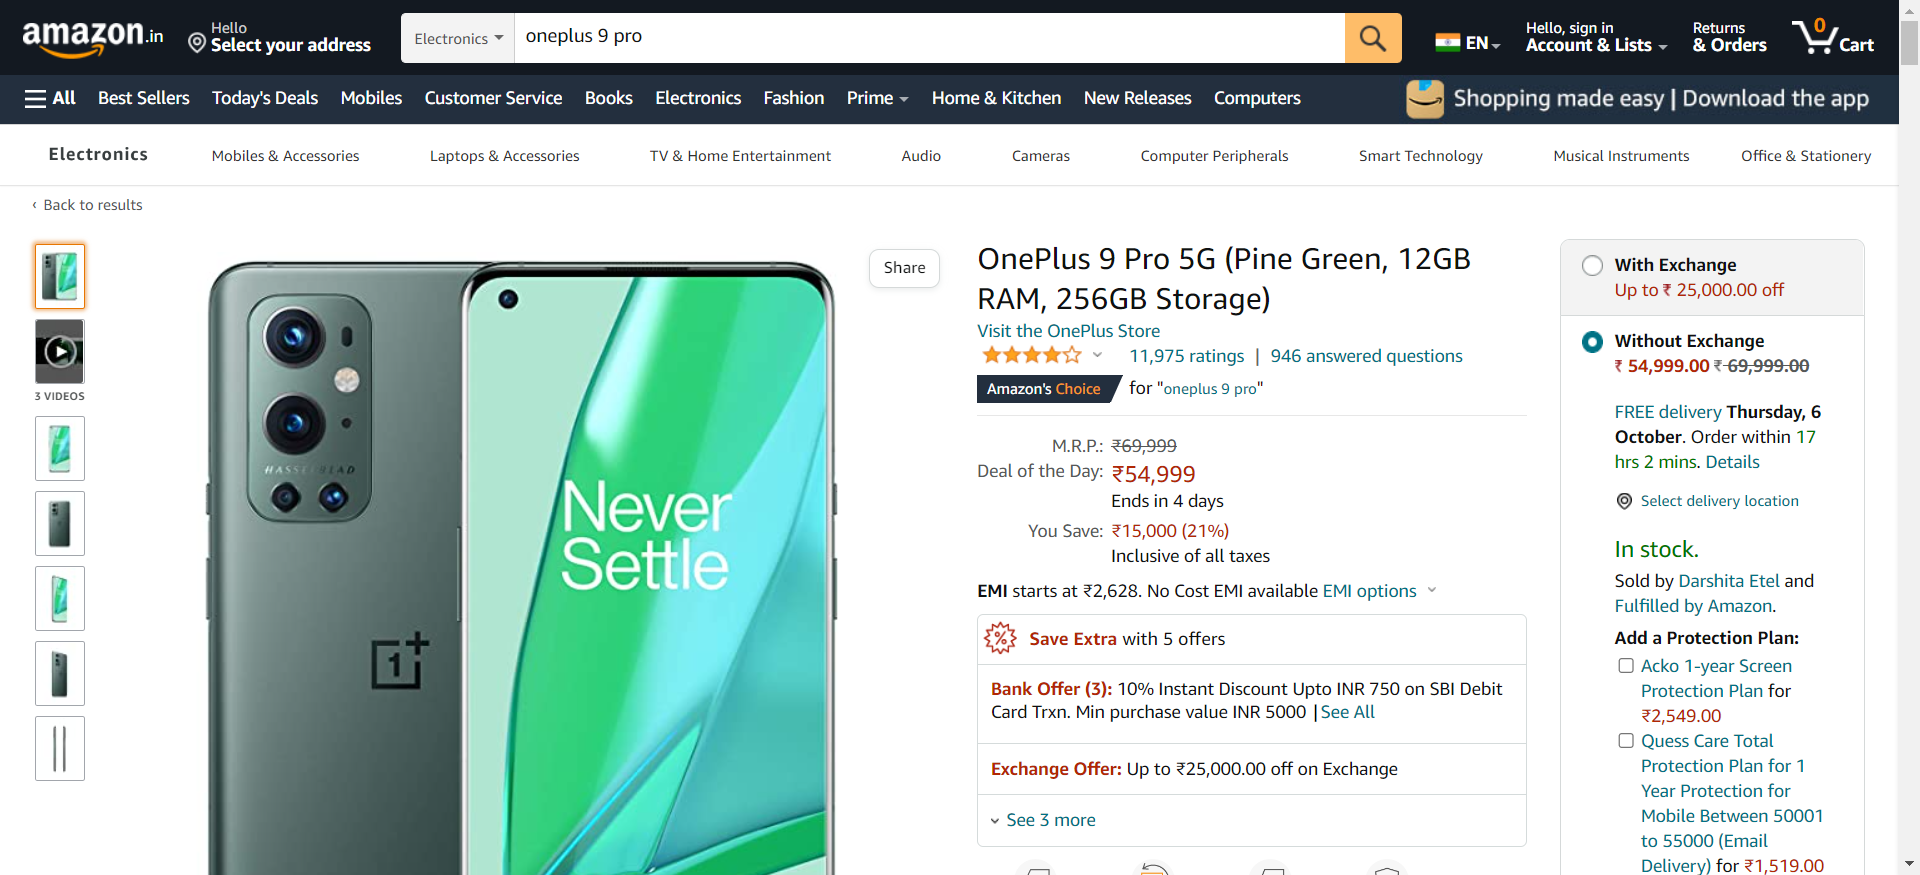 amazon.in
Hello
Select your address
Electronics
oneplus 9 pro
EN
Hello, sign in
Account & Lists
Returns
& Orders
0
Cart
All
Best Sellers
Today's Deals
Mobiles
Customer Service
Books
Electronics
Fashion
Prime
Home & Kitchen
New Releases
Computers
Shopping made easy | Download the app
Electronics
Mobiles & Accessories
Laptops & Accessories
TV & Home Entertainment
Audio
Cameras
Computer Peripherals
Smart Technology
Musical Instruments
Office & Stationery
‹ Back to results
3 VIDEOS
HASSELBLAD
1+
Never
Settle
Share
OnePlus 9 Pro 5G (Pine Green, 12GB
RAM, 256GB Storage)
Visit the OnePlus Store
11,975 ratings | 946 answered questions
Amazon's Choice for "oneplus 9 pro"
M.R.P.: ₹69,999
Deal of the Day: ₹54,999
Ends in 4 days
You Save: ₹15,000 (21%)
Inclusive of all taxes
EMI starts at ₹2,628. No Cost EMI available EMI options
Save Extra with 5 offers
Bank Offer (3): 10% Instant Discount Upto INR 750 on SBI Debit
Card Trxn. Min purchase value INR 5000 | See All
Exchange Offer: Up to ₹25,000.00 off on Exchange
See 3 more
With Exchange
Up to ₹ 25,000.00 off
Without Exchange
₹ 54,999.00 ₹ 69,999.00
FREE delivery Thursday, 6
October. Order within 17
hrs 2 mins. Details
Select delivery location
In stock.
Sold by Darshita Etel and
Fulfilled by Amazon.
Add a Protection Plan:
Acko 1-year Screen
Protection Plan for
₹2,549.00
Quess Care Total
Protection Plan for 1
Year Protection for
Mobile Between 50001
to 55000 (Email
Delivery) for ₹1,519.00